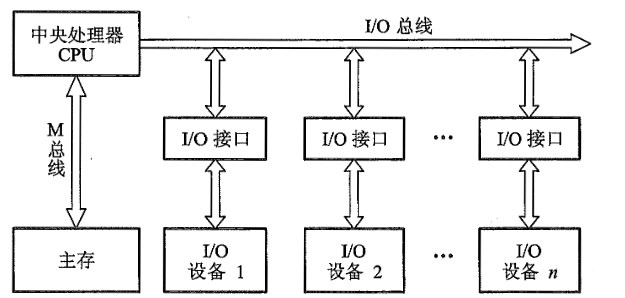 中央处理器
CPU
I/O 总线
M
总
线
I/O 接口
I/O 接口
···
I/O 接口
主存
I/O
设备 1
I/O
设备 2
···
I/O
设备 n